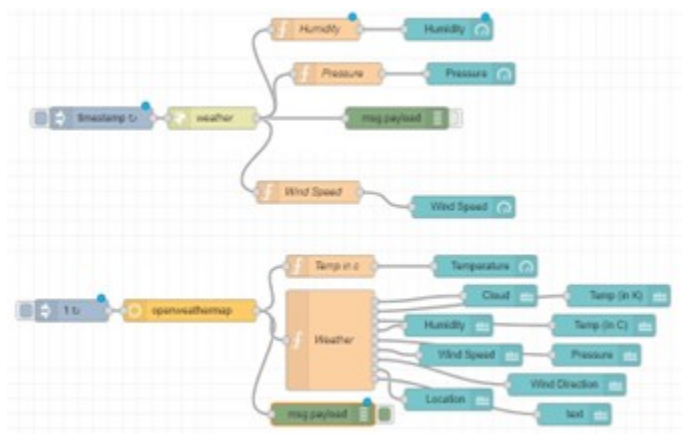 Humidity
Humidity
Pressure
Pressure
timestamp ↻
weather
msg.payload
Wind Speed
Wind Speed
Temp in c
Temperature
Cloud
Temp (in K)
1 ↻
openweathermap
Humidity
Temp (in C)
Weather
Wind Speed
Pressure
Wind Direction
Location
msg.payload
text